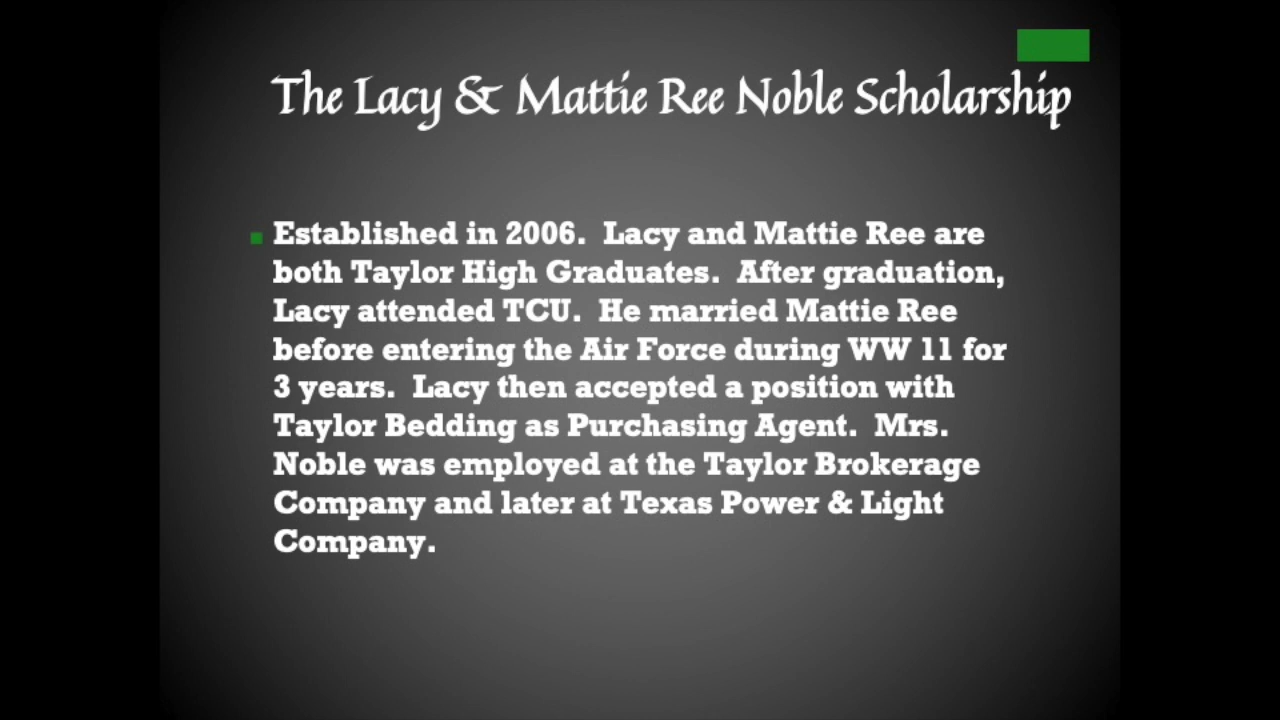 The Lacy & Mattie Ree Noble Scholarship
Established in 2006.  Lacy and Mattie Ree are
both Taylor High Graduates.  After graduation,
Lacy attended TCU.  He married Mattie Ree
before entering the Air Force during WW 11 for
3 years.  Lacy then accepted a position with
Taylor Bedding as Purchasing Agent.  Mrs.
Noble was employed at the Taylor Brokerage
Company and later at Texas Power & Light
Company.